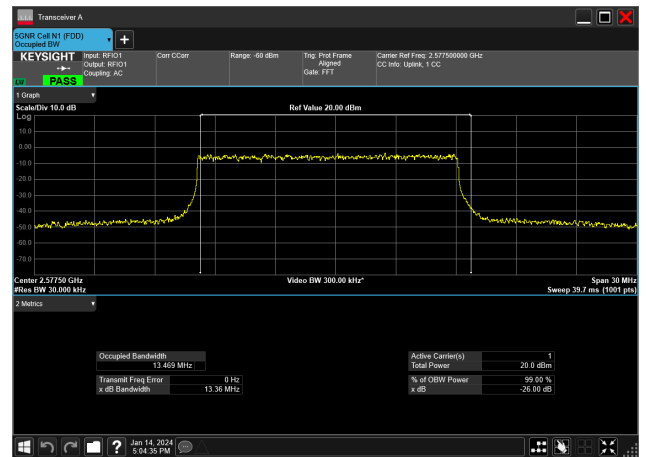 Transceiver A
5GNR Cell N1 (FDD)
Occupied BW
KEYSIGHT
LW PASS
Input: RFIO1
Output: RFIO1
Coupling: AC
Corr CCorr
Range: -60 dBm
Trig: Prot Frame
Aligned
Gate: FFT
Carrier Ref Freq: 2.577500000 GHz
CC Info: Uplink, 1 CC
1 Graph
Scale/Div 10.0 dB
Ref Value 20.00 dBm
Log
10.0
0.00
-10.0
-20.0
-30.0
-40.0
-50.0
-60.0
-70.0
Center 2.57750 GHz
#Res BW 30.000 kHz
Video BW 300.00 kHz*
Span 30 MHz
Sweep 39.7 ms (1001 pts)
2 Metrics
Occupied Bandwidth
13.469 MHz
Transmit Freq Error 0 Hz
x dB Bandwidth 13.36 MHz
Active Carrier(s) 1
Total Power 20.0 dBm
% of OBW Power 99.00 %
x dB -26.00 dB
Jan 14, 2024
5:04:35 PM